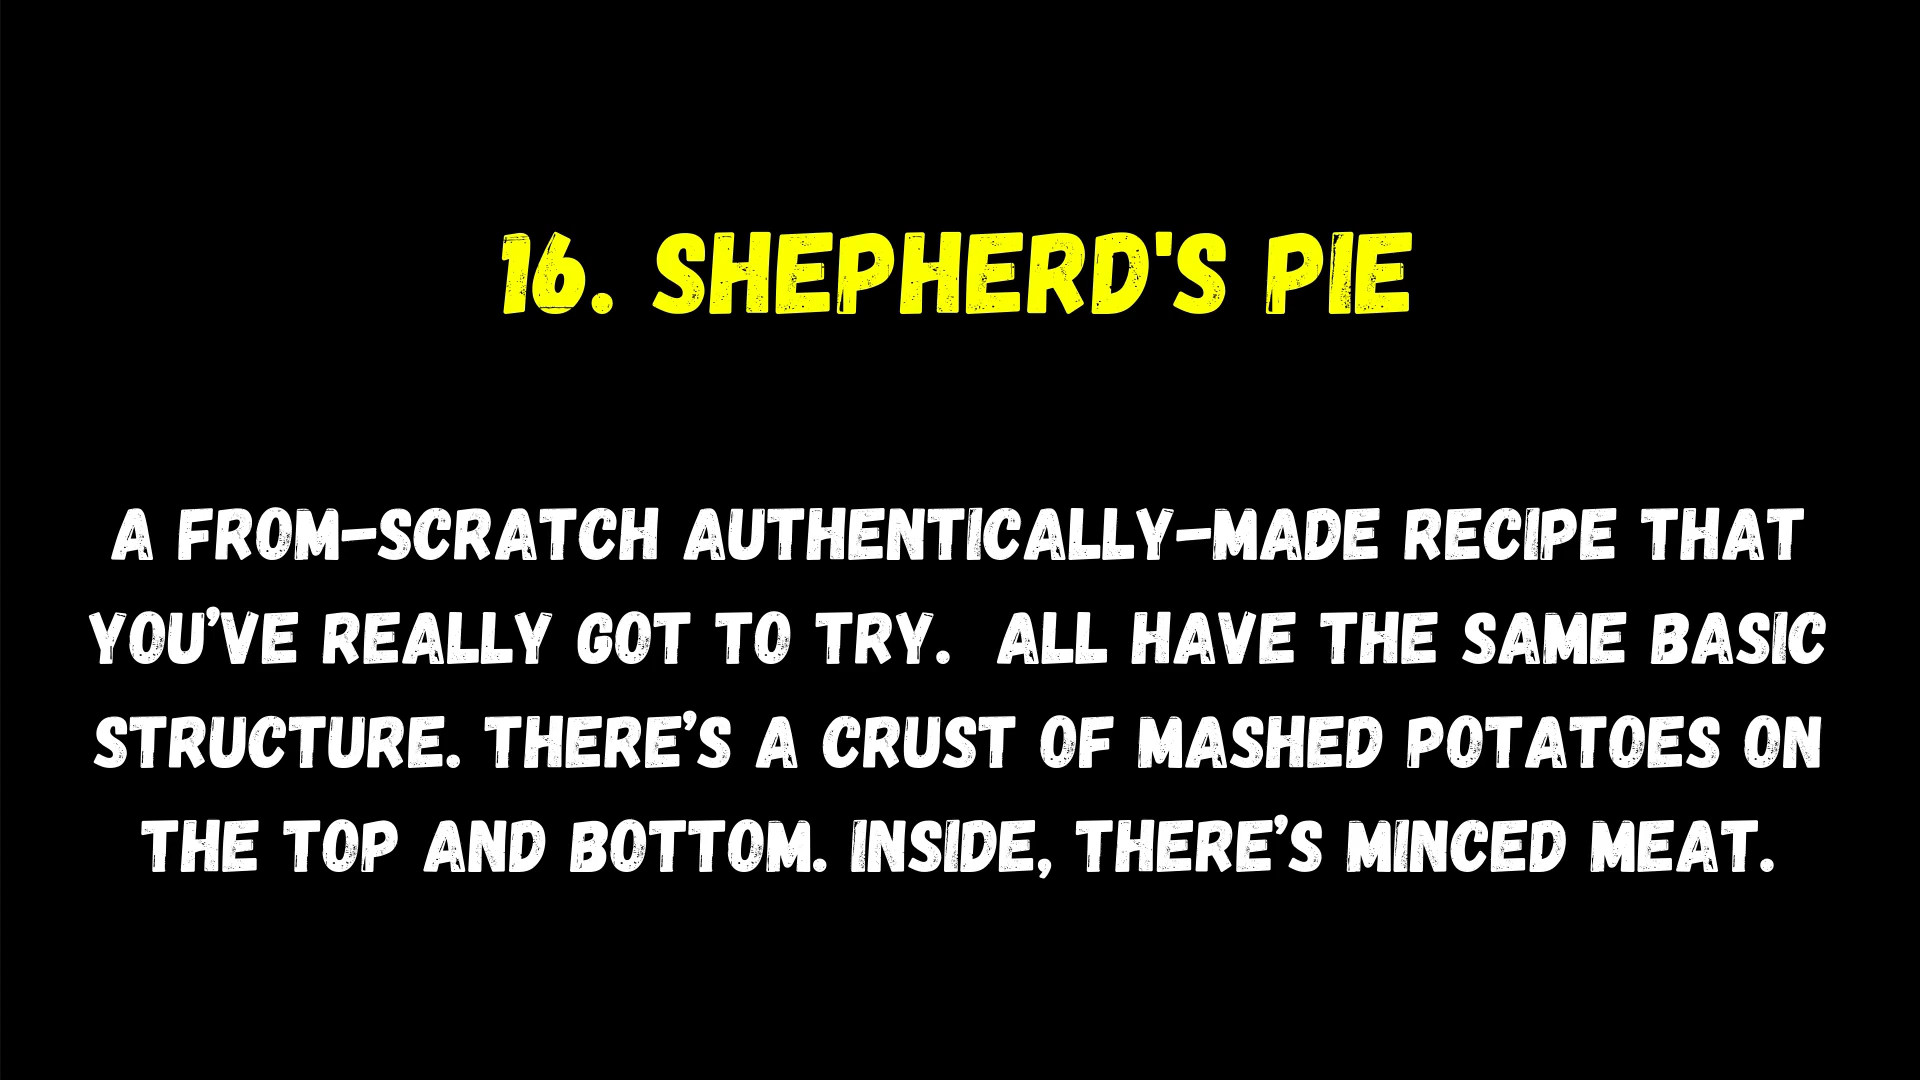 16. SHEPHERD'S PIE
A FROM-SCRATCH AUTHENTICALLY-MADE RECIPE THAT
YOU’VE REALLY GOT TO TRY.  ALL HAVE THE SAME BASIC
STRUCTURE. THERE’S A CRUST OF MASHED POTATOES ON
THE TOP AND BOTTOM. INSIDE, THERE’S MINCED MEAT.